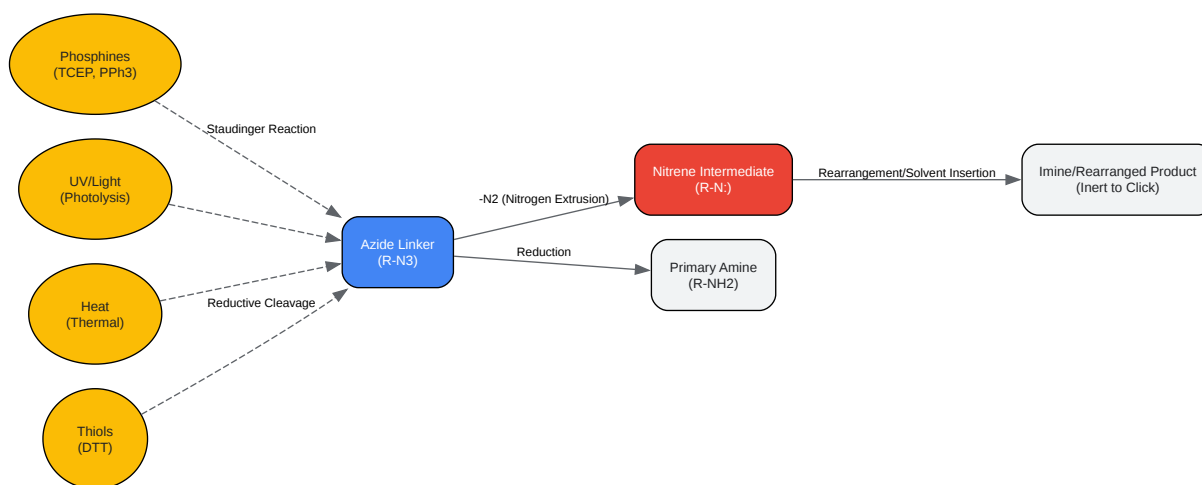 Phosphines
(TCEP, PPh3)
Staudinger Reaction
UV/Light
(Photolysis)
Heat
(Thermal)
Reductive Cleavage
Thiols
(DTT)
Azide Linker
(R-N3)
-N2 (Nitrogen Extrusion)
Reduction
Nitrene Intermediate
(R-N:)
Primary Amine
(R-NH2)
Rearrangement/Solvent Insertion
Imine/Rearranged Product
(Inert to Click)